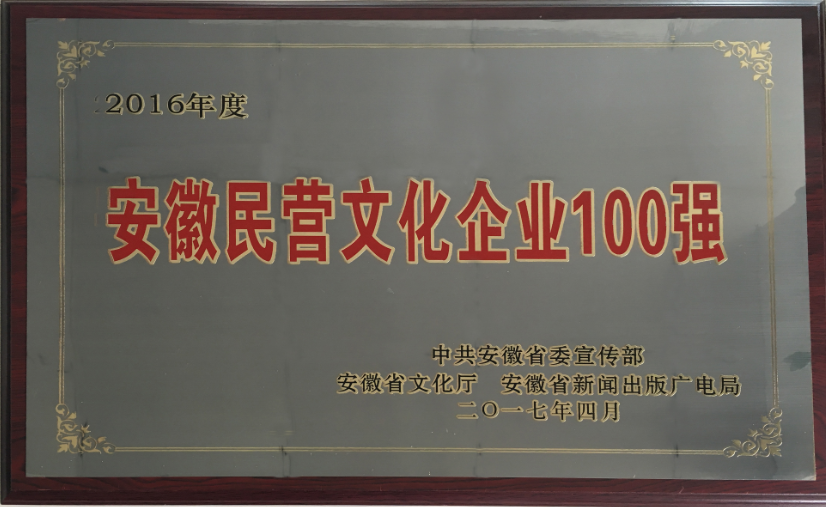 2016年度
安徽民营文化企业100强
中共安徽省委宣传部
安徽省文化厅 安徽省新闻出版广电局
二〇一七年四月